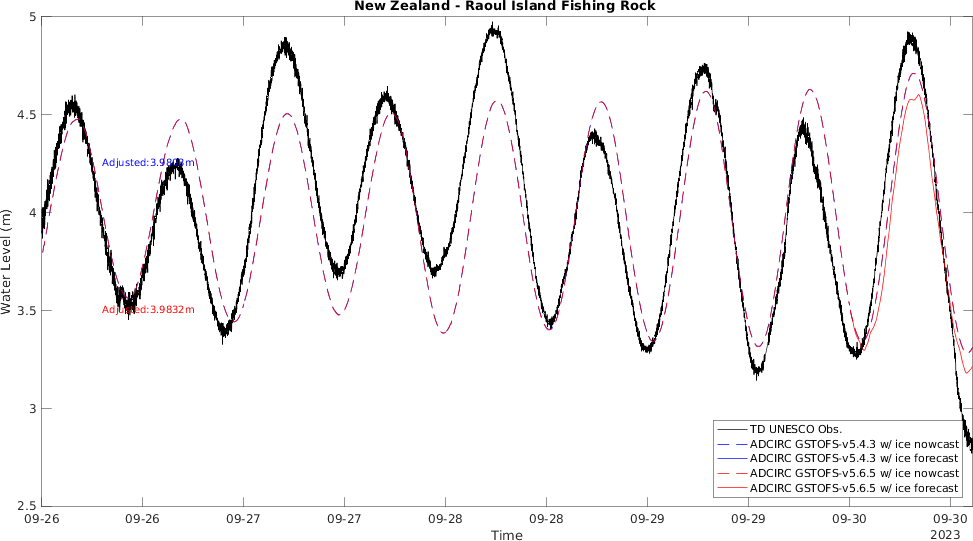 New Zealand - Raoul Island Fishing Rock
5
4.5
4
3.5
3
2.5
Water Level (m)
Adjusted:3.9803m
Adjusted:3.9832m
TD UNESCO Obs.
ADCIRC GSTOFS-v5.4.3 w/ ice nowcast
ADCIRC GSTOFS-v5.4.3 w/ ice forecast
ADCIRC GSTOFS-v5.6.5 w/ ice nowcast
ADCIRC GSTOFS-v5.6.5 w/ ice forecast
09-26 09-26 09-27 09-27 09-28 09-28 09-29 09-29 09-30 09-30
2023
Time